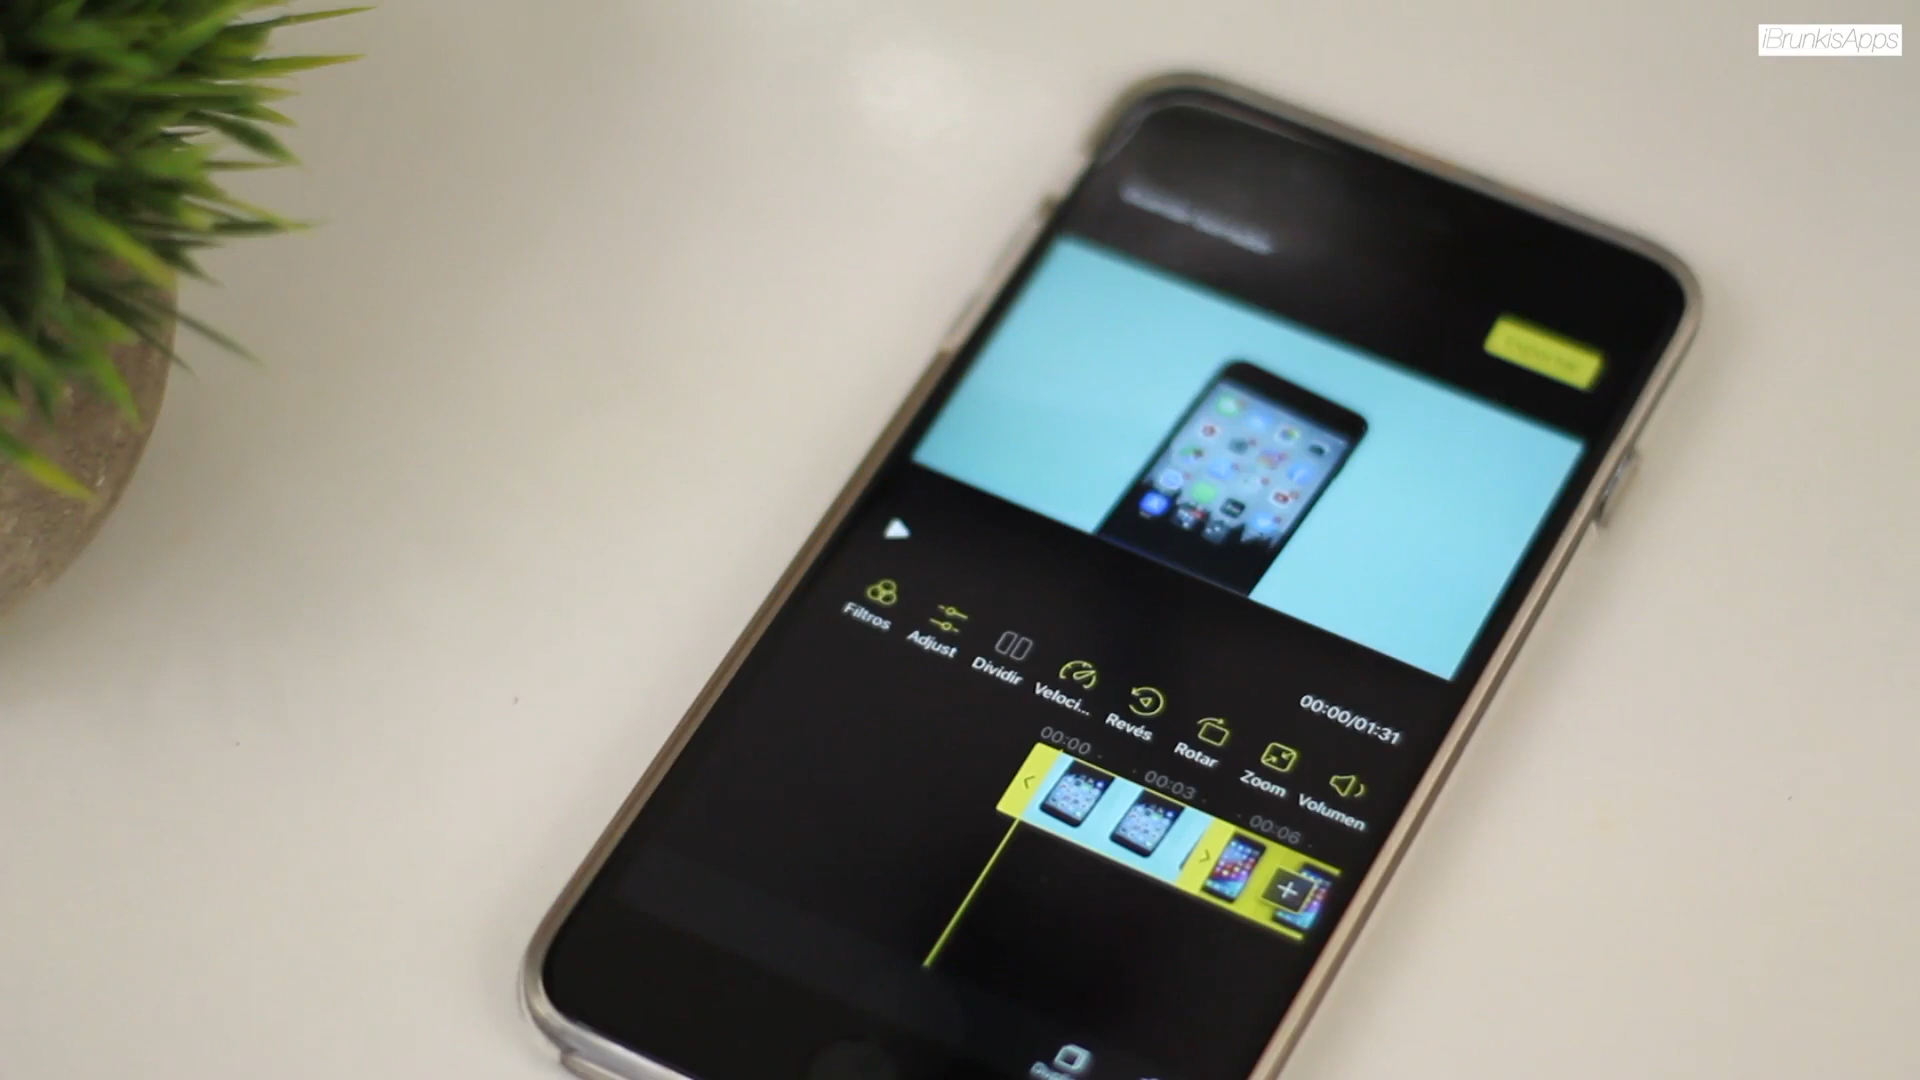 iBrunkisApps
Filtros
Adjust
Dividir
Veloci...
Revés
Rotar
Zoom
Volumen
00:00/01:31
00:00
00:03
00:06